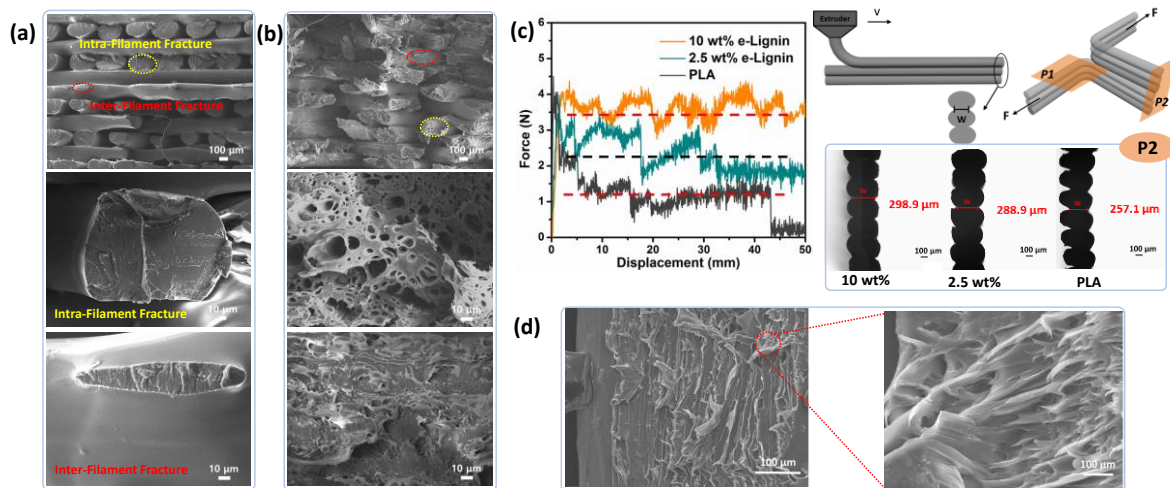 (a)
Intra-Filament Fracture
Inter-Filament Fracture
100 μm
Intra-Filament Fracture
10 μm
Inter-Filament Fracture
10 μm
(b)
100 μm
10 μm
10 μm
(c)
Force (N)
6
5
4
3
2
1
0
10 wt% e-Lignin
2.5 wt% e-Lignin
PLA
0 10 20 30 40 50
Displacement (mm)
Extruder
V
W
F
P1
P2
F
P2
W
298.9 μm
100 μm
10 wt%
W
288.9 μm
100 μm
2.5 wt%
W
257.1 μm
100 μm
PLA
(d)
100 μm
100 μm